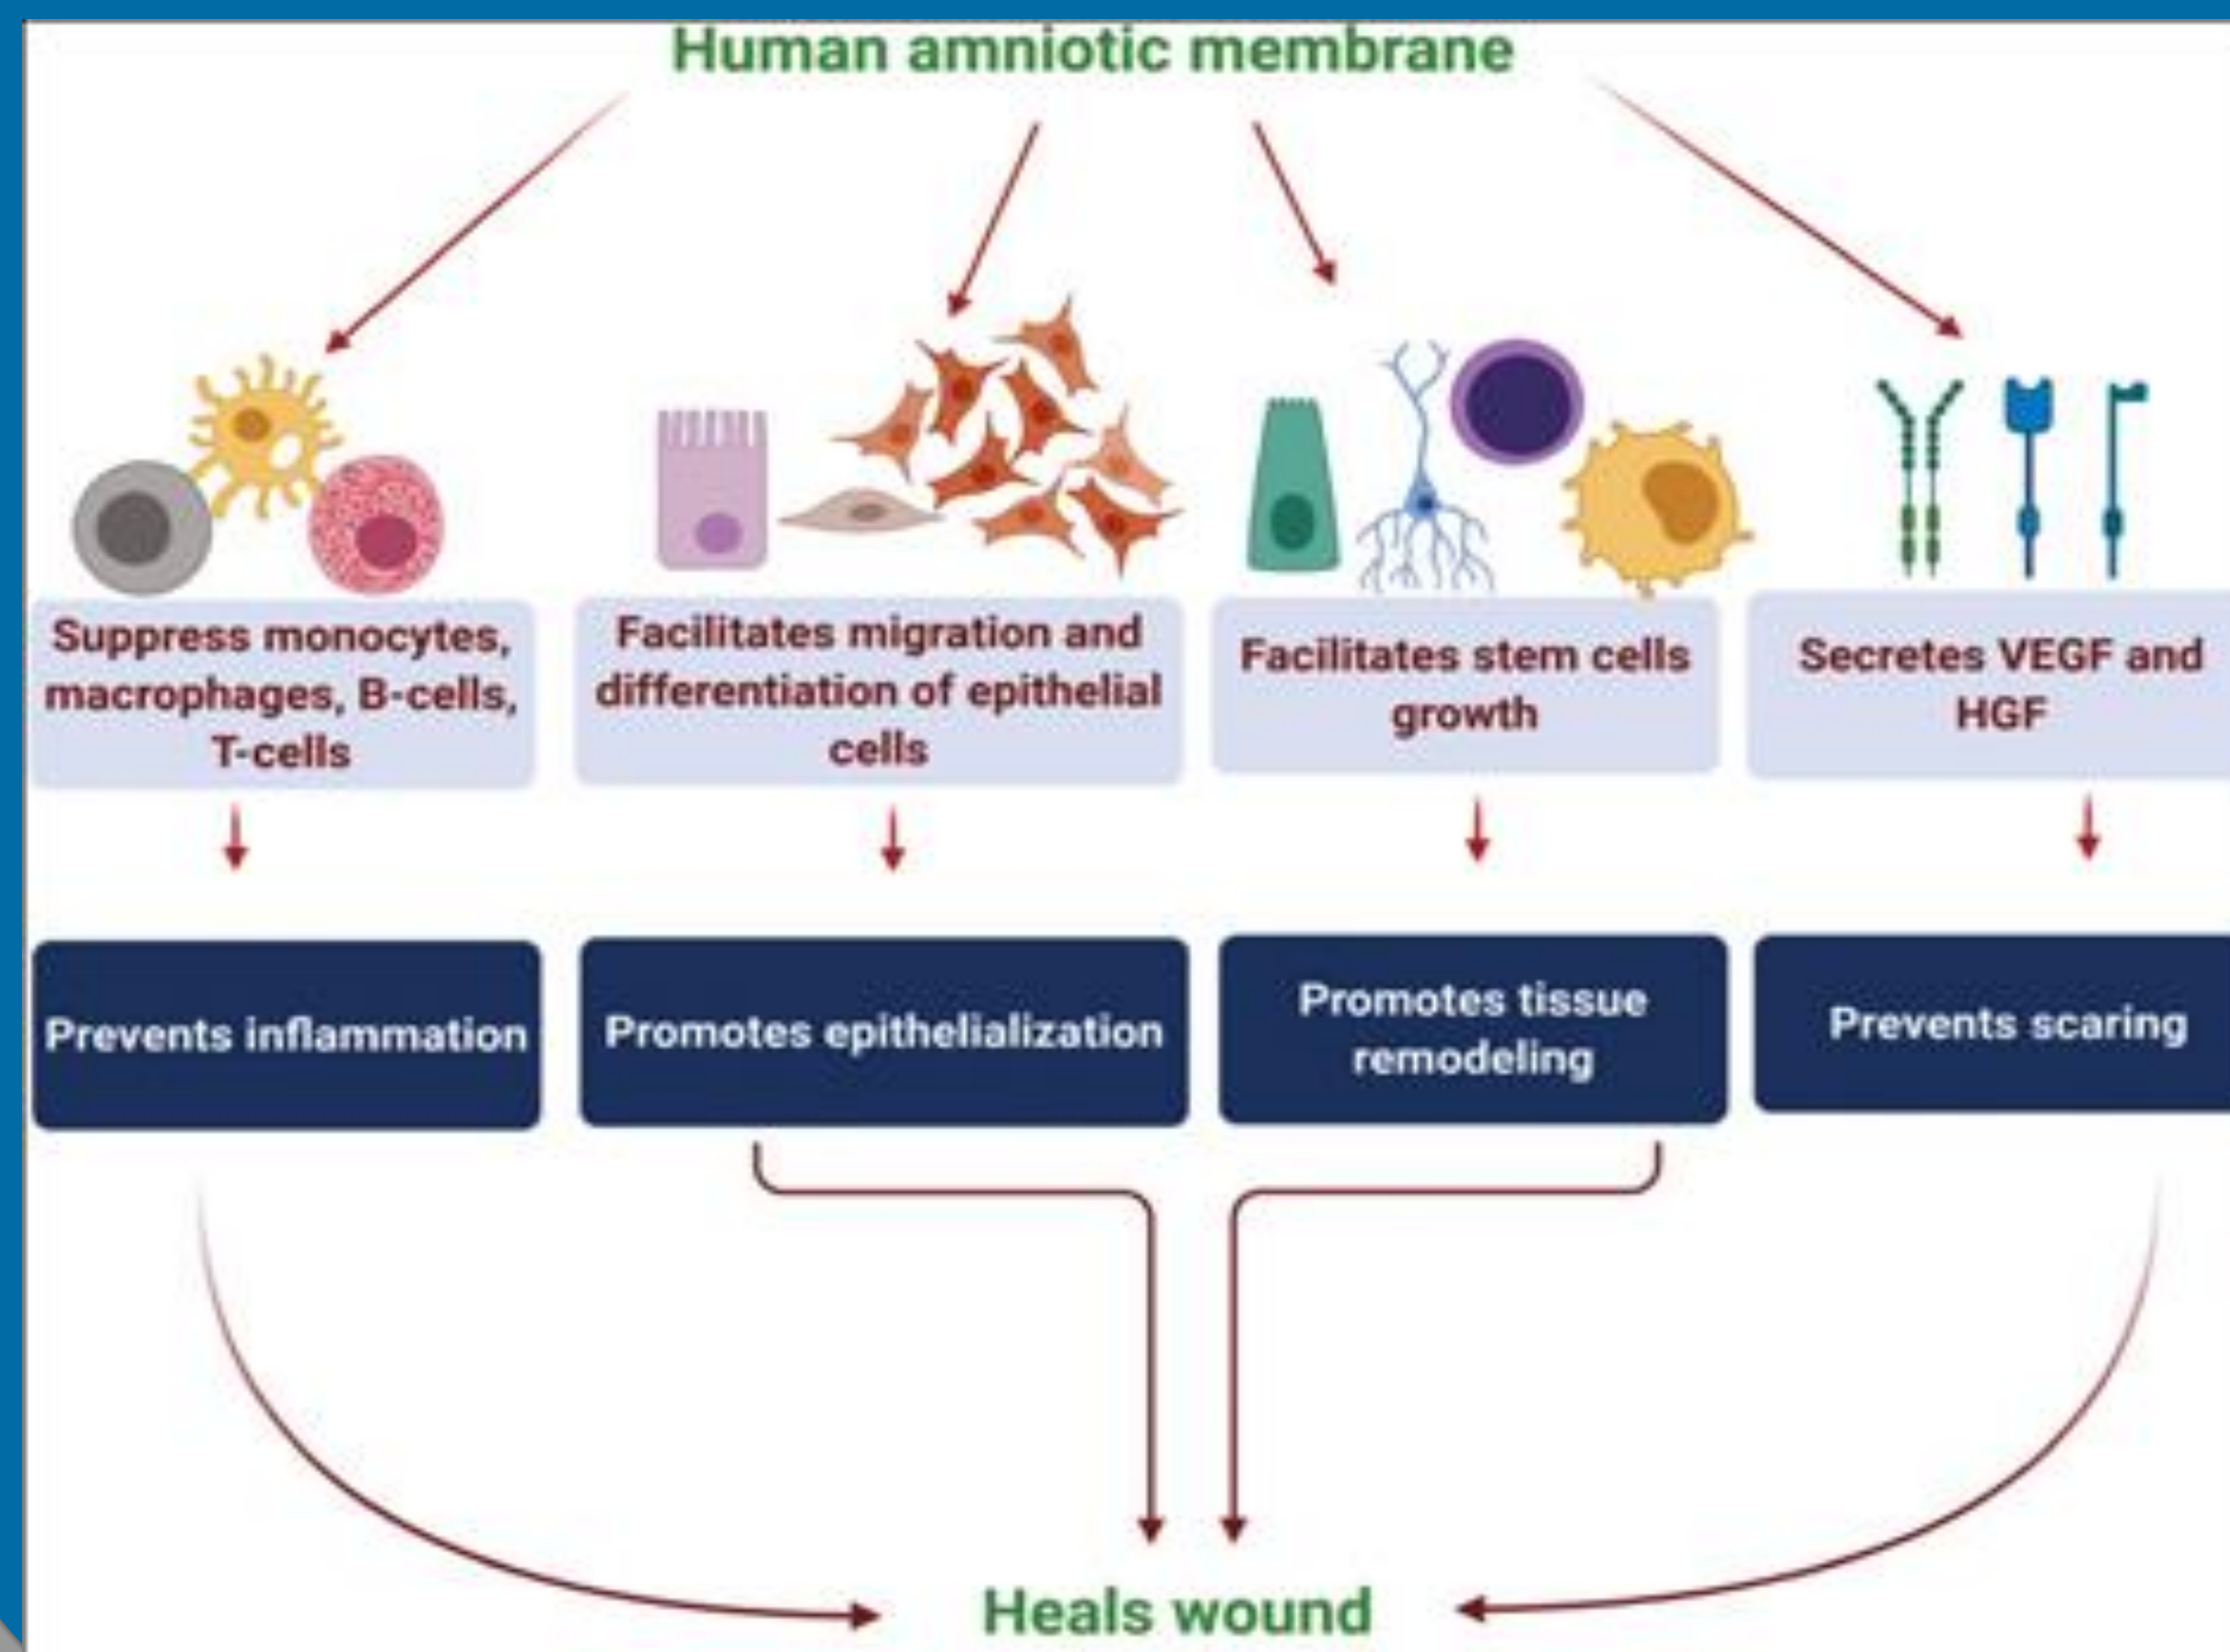 Human amniotic membrane
Suppress monocytes,
macrophages, B-cells,
T-cells
Facilitates migration and
differentiation of epithelial
cells
Facilitates stem cells
growth
Secretes VEGF and
HGF
Prevents inflammation
Promotes epithelialization
Promotes tissue
remodeling
Prevents scaring
Heals wound